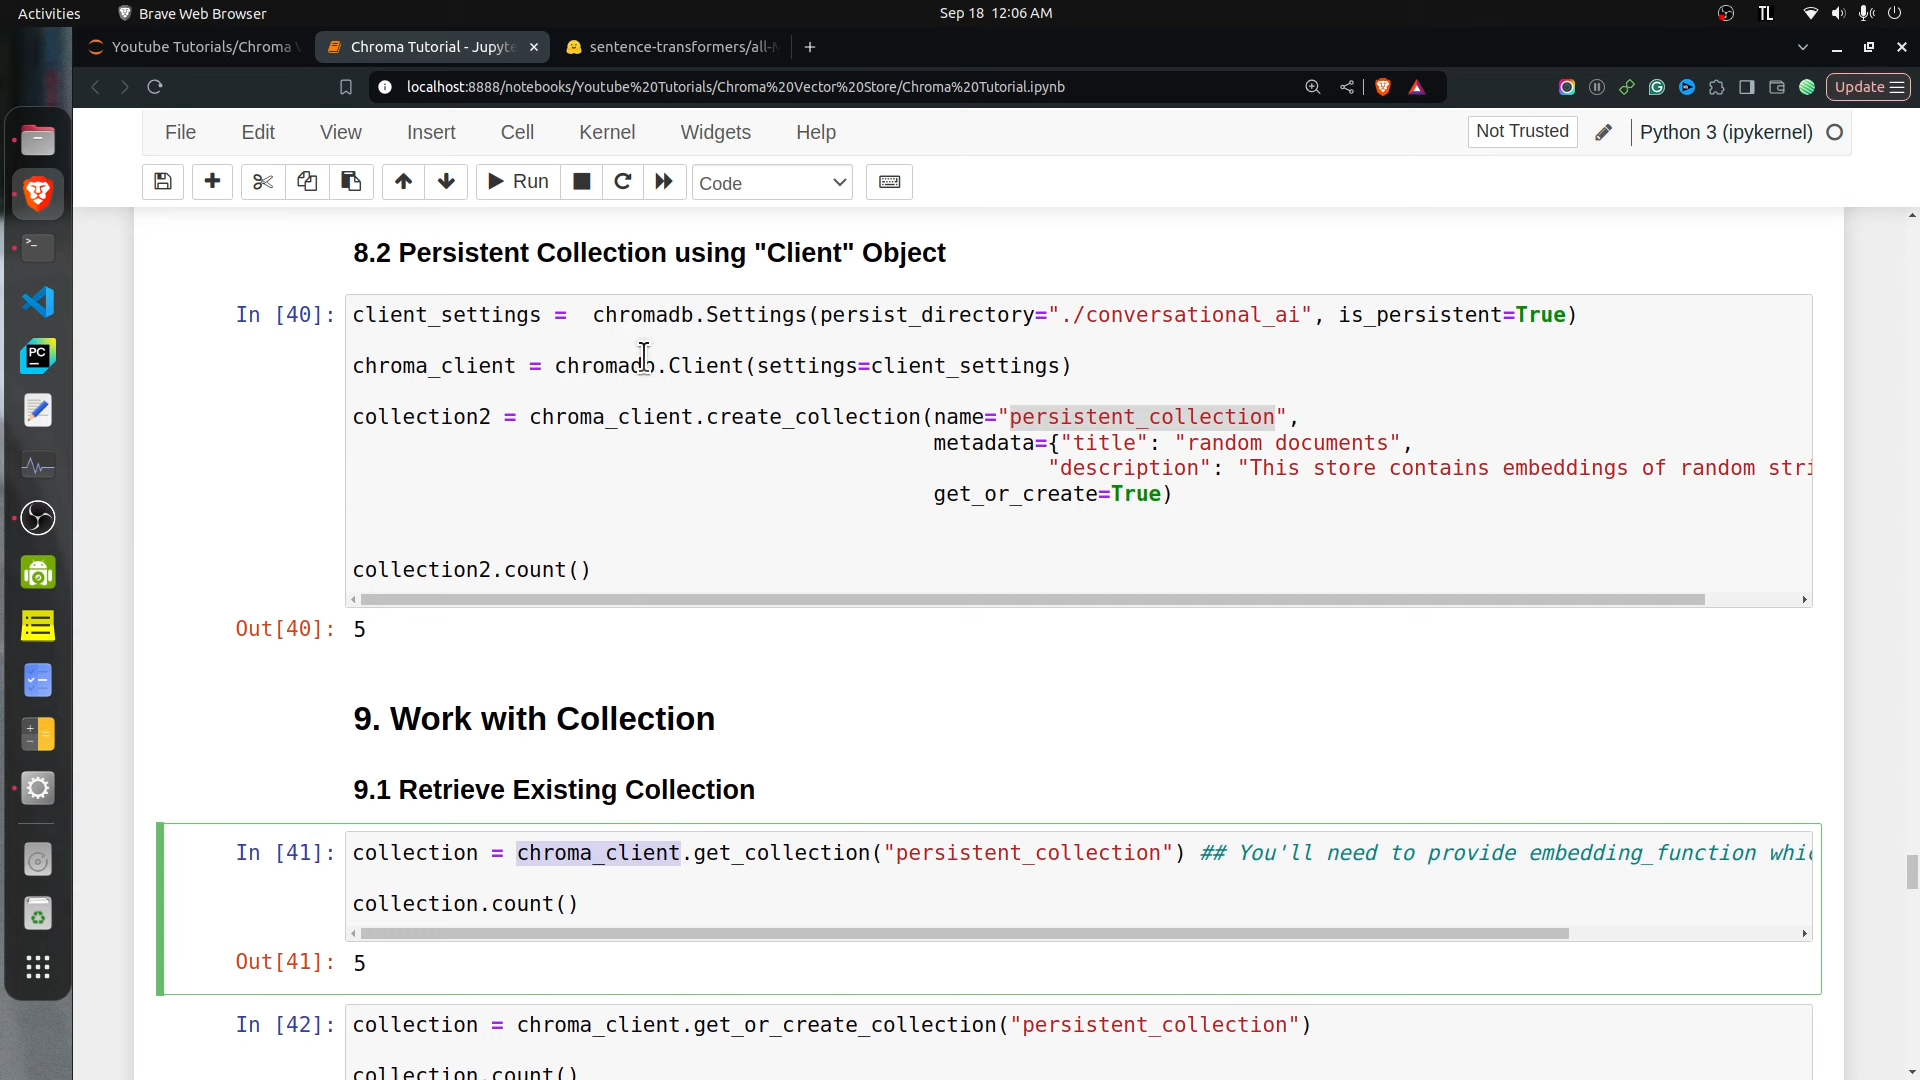 Activities Brave Web Browser Sep 18 12:06 AM TL
Youtube Tutorials/Chroma Chroma Tutorial - Jupyte sentence-transformers/all-
localhost:8888/notebooks/Youtube%20Tutorials/Chroma%20Vector%20Store/Chroma%20Tutorial.ipynb Update
File Edit View Insert Cell Kernel Widgets Help Not Trusted Python 3 (ipykernel)
Run Code
8.2 Persistent Collection using "Client" Object
In [40]: client_settings =  chromadb.Settings(persist_directory="./conversational_ai", is_persistent=True)
chroma_client = chromadb.Client(settings=client_settings)
collection2 = chroma_client.create_collection(name="persistent_collection",
metadata={"title": "random documents",
"description": "This store contains embeddings of random stri
get_or_create=True)
collection2.count()
Out[40]: 5
9. Work with Collection
9.1 Retrieve Existing Collection
In [41]: collection = chroma_client.get_collection("persistent_collection") ## You'll need to provide embedding_function whic
collection.count()
Out[41]: 5
In [42]: collection = chroma_client.get_or_create_collection("persistent_collection")
collection.count()